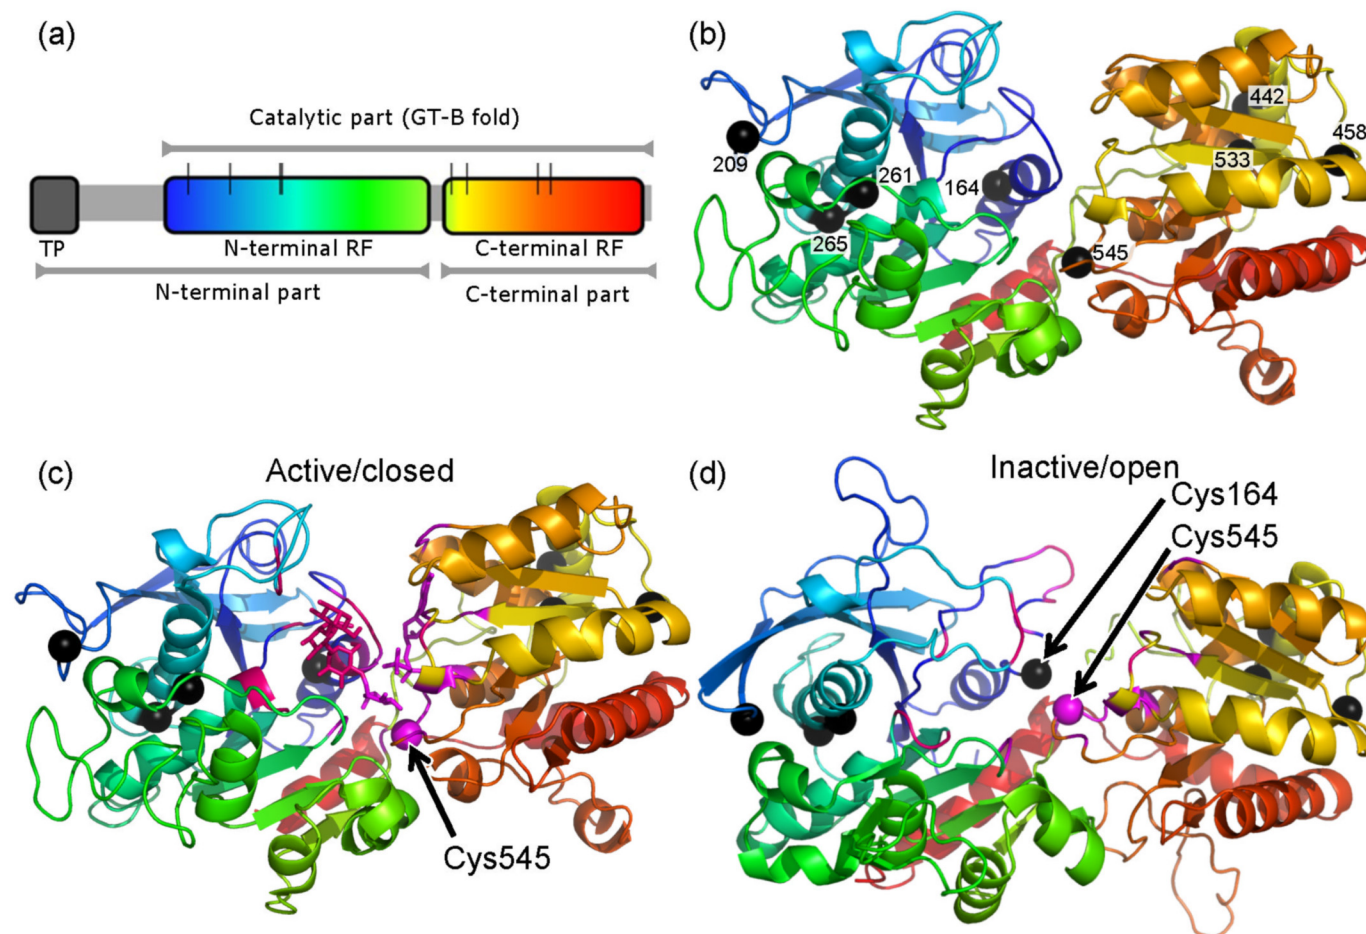 (a)
Catalytic part (GT-B fold)
TP
N-terminal RF
C-terminal RF
N-terminal part
C-terminal part
(b)
209
261
265
164
442
458
533
545
(c)
Active/closed
Cys545
(d)
Inactive/open
Cys164
Cys545